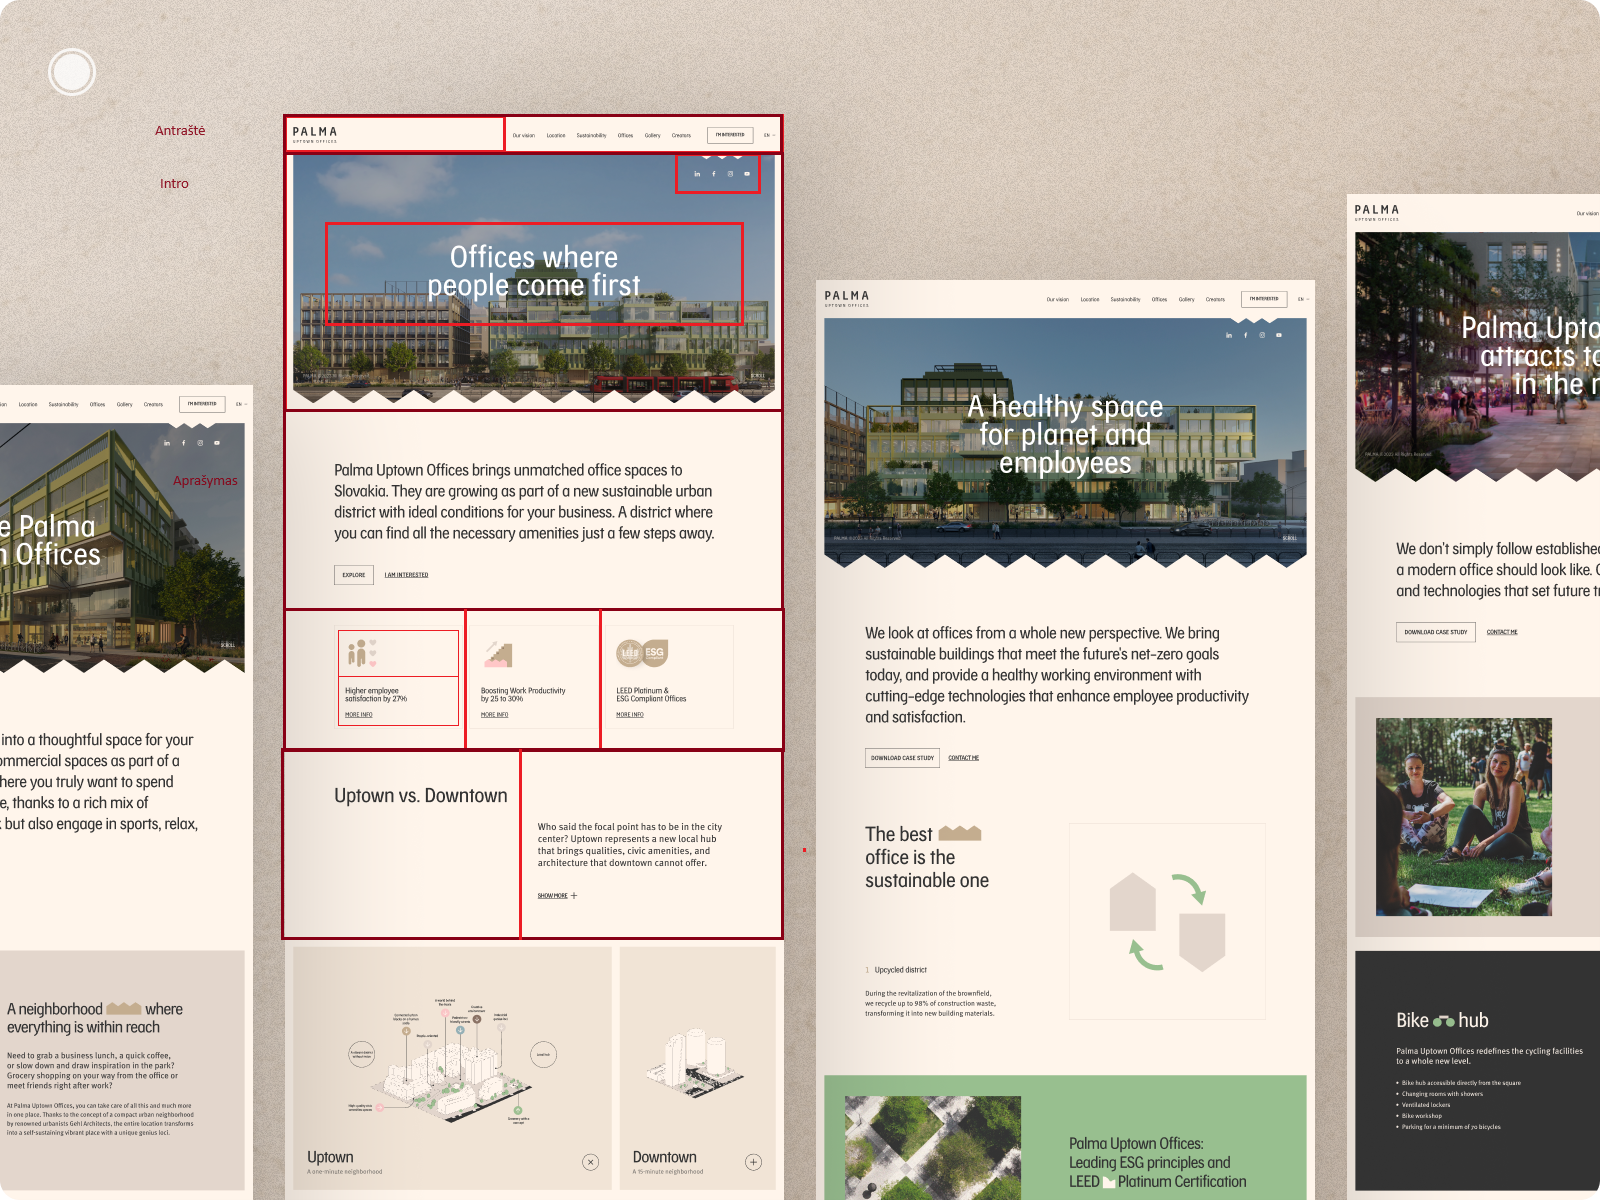 Antraštė
Intro
Aprašymas
Location
Sustainability
Offices
Gallery
Creators
I'M INTERESTED
EN
e Palma
n Offices
SCROLL
into a thoughtful space for your
mmercial spaces as part of a
here you truly want to spend
e, thanks to a rich mix of
but also engage in sports, relax,
A neighborhood where
everything is within reach
Need to grab a business lunch, a quick coffee,
or slow down and draw inspiration in the park?
Grocery shopping on your way from the office or
meet friends right after work?
At Palma Uptown Offices, you can take care of all this and much more
in one place. Thanks to the concept of a compact urban neighborhood
by renowned urbanists Gehl Architects, the entire location transforms
into a self-sustaining vibrant place with a unique genius loci.
PALMA
UPTOWN OFFICES
Our vision
Location
Sustainability
Offices
Gallery
Creators
I'M INTERESTED
EN
Offices where
people come first
SCROLL
Palma Uptown Offices brings unmatched office spaces to
Slovakia. They are growing as part of a new sustainable urban
district with ideal conditions for your business. A district where
you can find all the necessary amenities just a few steps away.
EXPLORE
I AM INTERESTED
LEED
ESG
Higher employee
satisfaction by 27%
MORE INFO
Boosting Work Productivity
by 25 to 30%
MORE INFO
LEED Platinum &
ESG Compliant Offices
MORE INFO
Uptown vs. Downtown
Who said the focal point has to be in the city
center? Uptown represents a new local hub
that brings qualities, civic amenities, and
architecture that downtown cannot offer.
SHOW MORE
Uptown
A one-minute neighborhood
Downtown
A 15-minute neighborhood
PALMA
UPTOWN OFFICES
Our vision
Location
Sustainability
Offices
Gallery
Creators
I'M INTERESTED
EN
A healthy space
for planet and
employees
SCROLL
We look at offices from a whole new perspective. We bring
sustainable buildings that meet the future's net-zero goals
today, and provide a healthy working environment with
cutting-edge technologies that enhance employee productivity
and satisfaction.
DOWNLOAD CASE STUDY
CONTACT ME
The best
office is the
sustainable one
1 Upcycled district
During the revitalization of the brownfield,
we recycle up to 98% of construction waste,
transforming it into new building materials.
Palma Uptown Offices:
Leading ESG principles and
LEED Platinum Certification
PALMA
UPTOWN OFFICES
Our vision
Palma Upto
attracts to
in the r
We don't simply follow established
a modern office should look like. C
and technologies that set future tr
DOWNLOAD CASE STUDY
CONTACT ME
Bike hub
Palma Uptown Offices redefines the cycling facilities
to a whole new level.
• Bike hub accessible directly from the square
• Changing rooms with showers
• Ventilated lockers
• Bike workshop
• Parking for a minimum of 70 bicycles